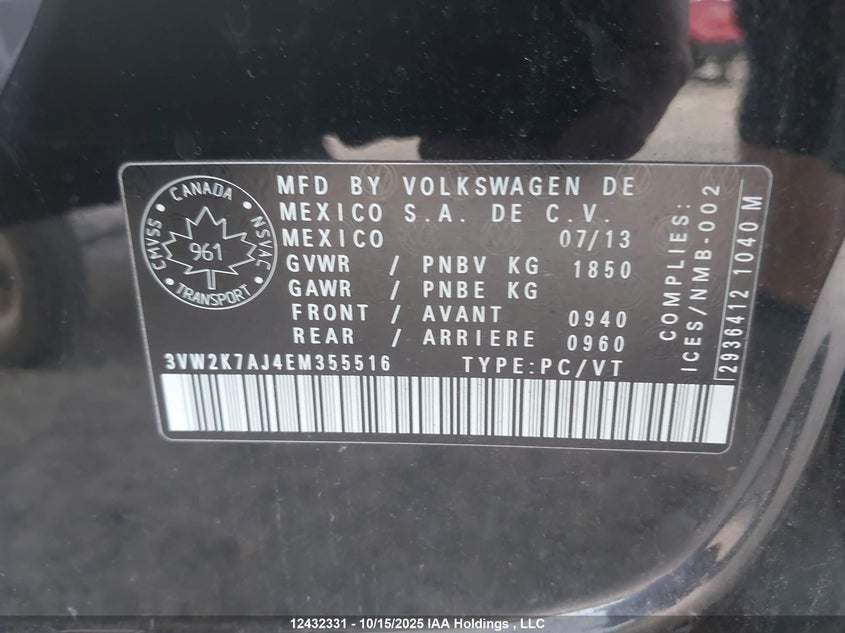 CANADA
CMVSS
NSVAC
961
TRANSPORT
MFD BY VOLKSWAGEN DE
MEXICO S.A. DE C.V.
MEXICO 07/13
GVWR / PNBV KG 1850
GAWR / PNBE KG
FRONT / AVANT 0940
REAR / ARRIERE 0960
3VW2K7AJ4EM355516 TYPE:PC/VT
COMPLIES:
ICES/NMB-002
2936412 1040 M
12432331 - 10/15/2025 IAA Holdings , LLC